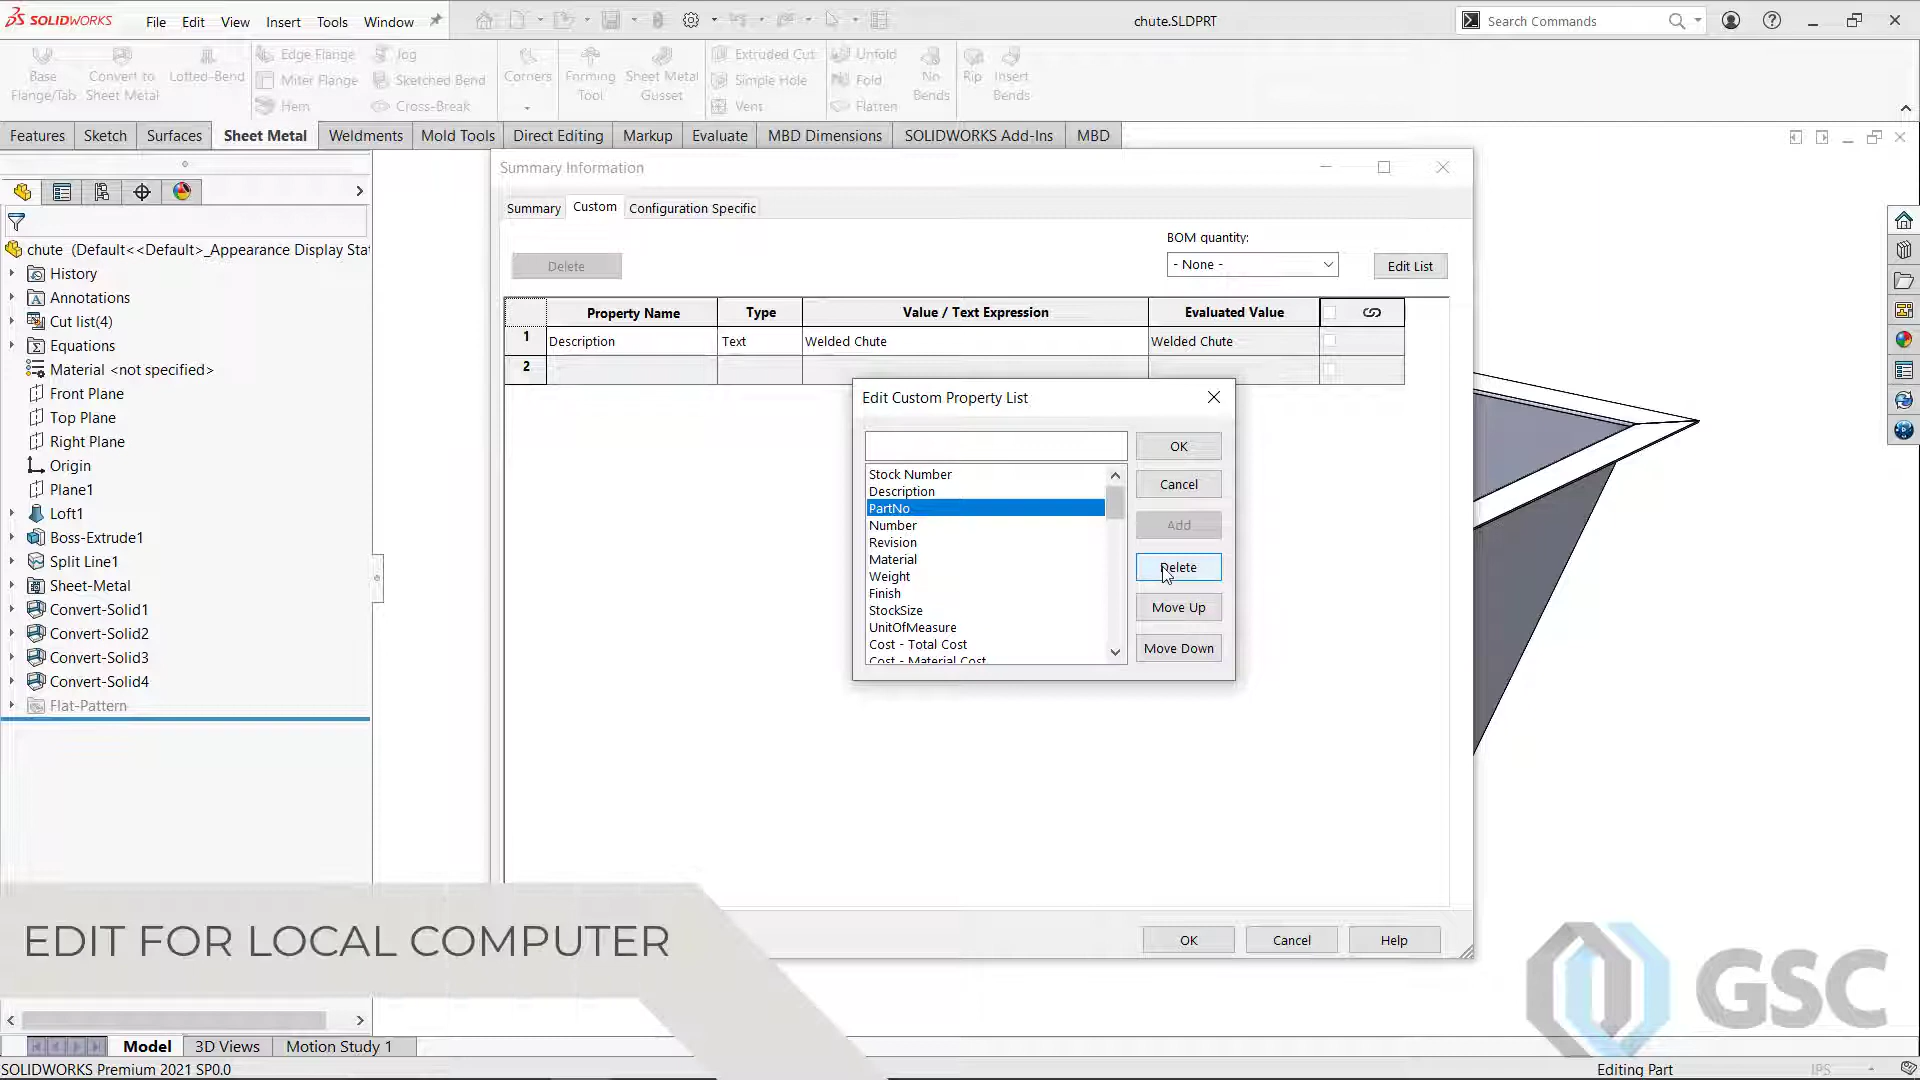 SOLIDWORKS File Edit View Insert Tools Window chute.SLDPRT Search Commands
Base Flange/Tab
Convert to Sheet Metal
Lofted-Bend
Edge Flange
Miter Flange
Hem
Jog
Sketched Bend
Cross-Break
Corners
Forming Tool
Sheet Metal Gusset
Extruded Cut
Simple Hole
Vent
Unfold
Fold
Flatten
No Bends
Rip
Insert Bends
Features Sketch Surfaces Sheet Metal Weldments Mold Tools Direct Editing Markup Evaluate MBD Dimensions SOLIDWORKS Add-Ins MBD
chute (Default<<Default>_Appearance Display Stat
History
Annotations
Cut list(4)
Equations
Material <not specified>
Front Plane
Top Plane
Right Plane
Origin
Plane1
Loft1
Boss-Extrude1
Split Line1
Sheet-Metal
Convert-Solid1
Convert-Solid2
Convert-Solid3
Convert-Solid4
Flat-Pattern
Summary Information
Summary Custom Configuration Specific
BOM quantity:
Delete - None - Edit List
Property Name Type Value / Text Expression Evaluated Value
1 Description Text Welded Chute Welded Chute
2
Edit Custom Property List
Stock Number
Description
PartNo
Number
Revision
Material
Weight
Finish
StockSize
UnitOfMeasure
Cost - Total Cost
Cost - Material Cost
OK
Cancel
Add
Delete
Move Up
Move Down
OK Cancel Help
EDIT FOR LOCAL COMPUTER
GSC
Model 3D Views Motion Study 1
SOLIDWORKS Premium 2021 SP0.0 Editing Part IPS